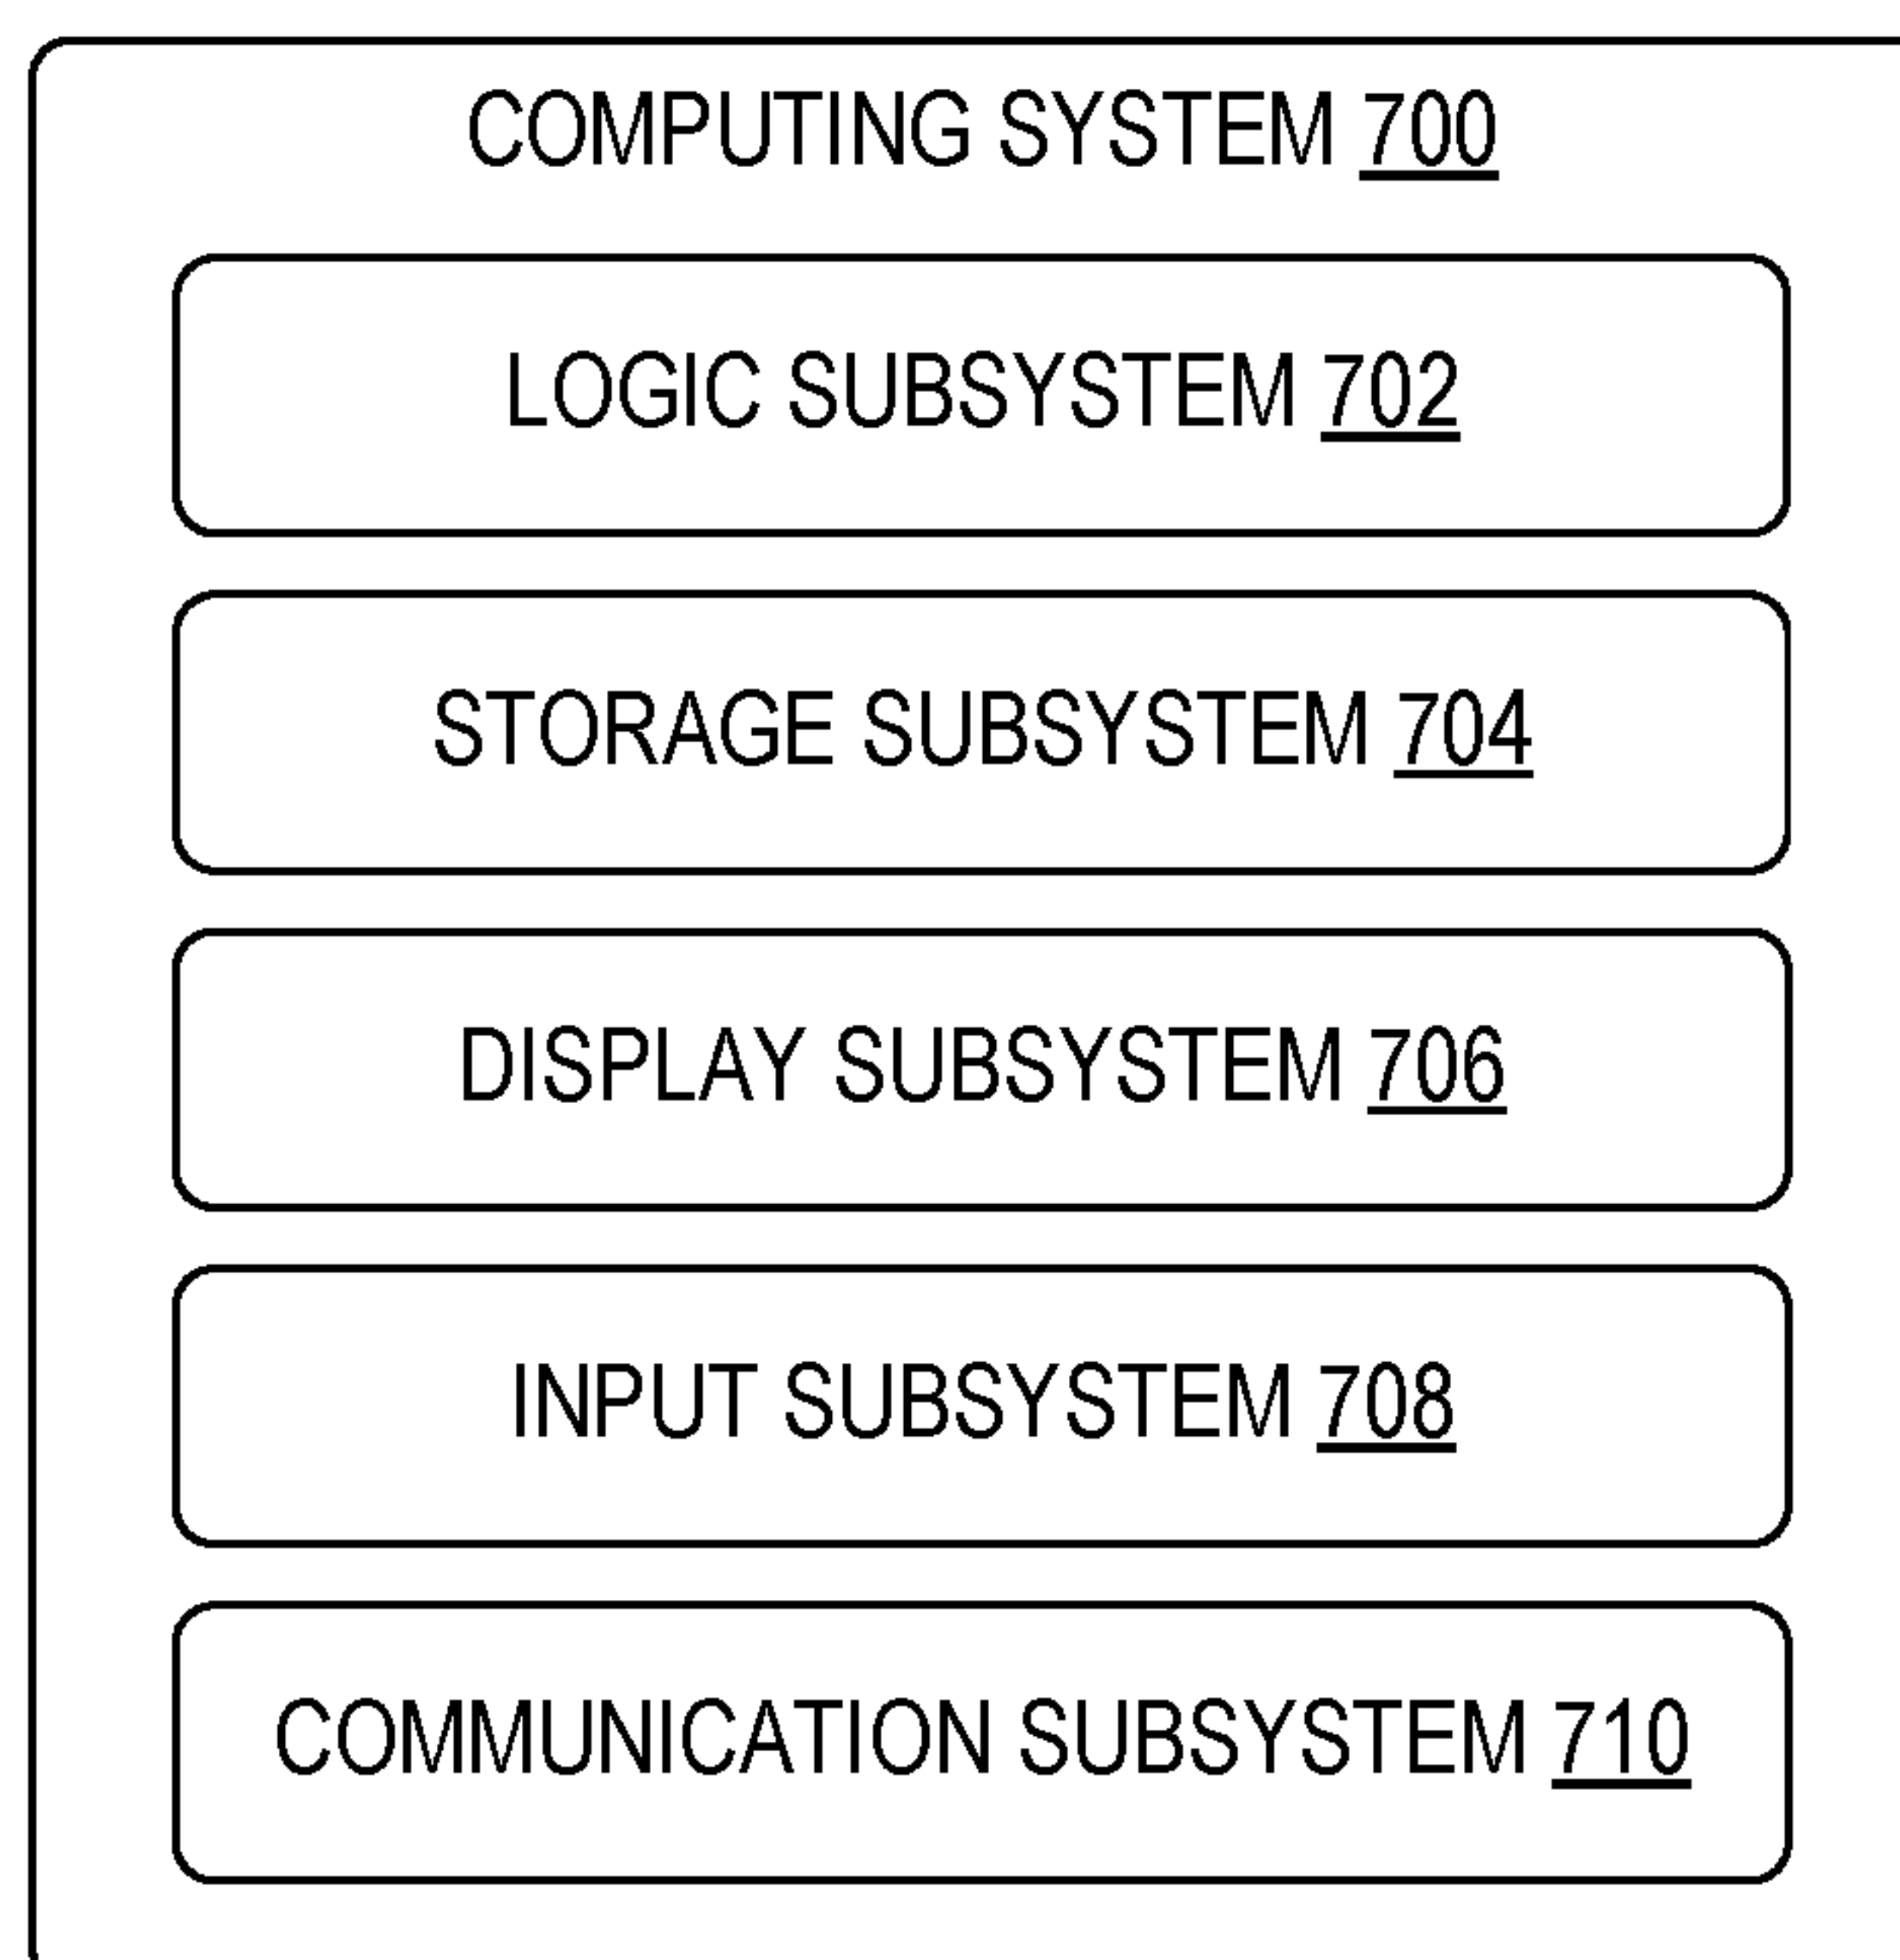 COMPUTING SYSTEM 700
LOGIC SUBSYSTEM 702
STORAGE SUBSYSTEM 704
DISPLAY SUBSYSTEM 706
INPUT SUBSYSTEM 708
COMMUNICATION SUBSYSTEM 710